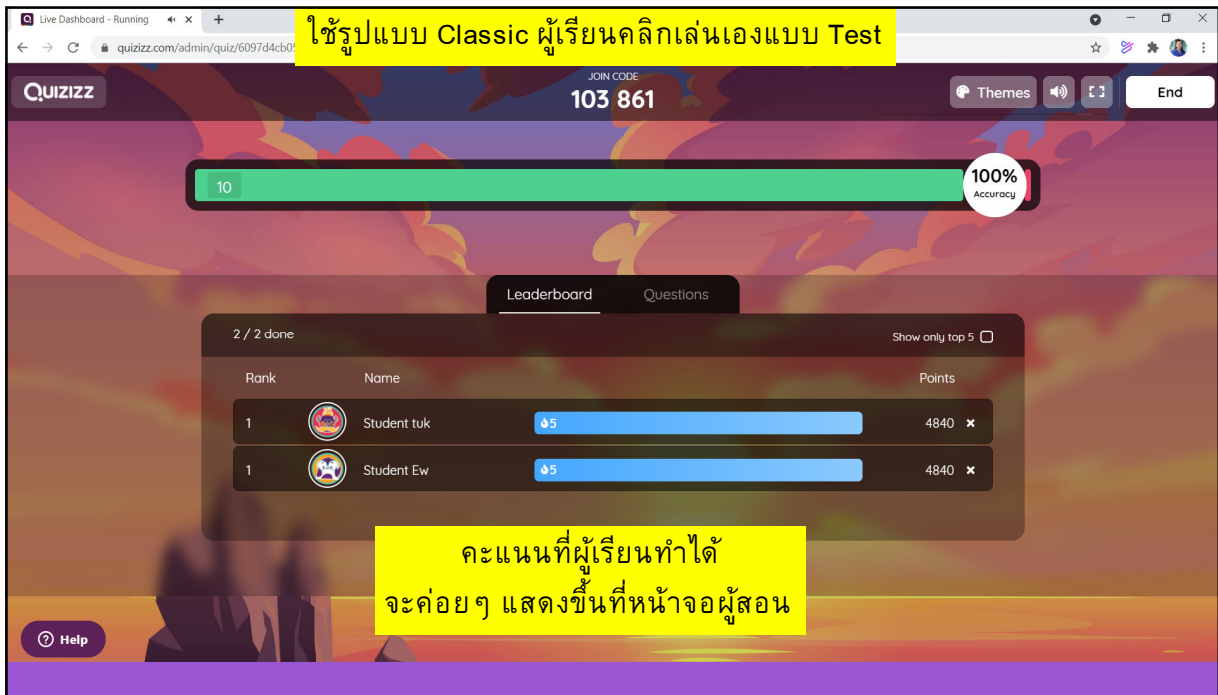 Live Dashboard - Running
ใช้รูปแบบ Classic ผู้เรียนคลิกเล่นเองแบบ Test
quizizz.com/admin/quiz/6097d4cb05
QUIZIZZ
JOIN CODE
103 861
Themes
End
10
100%
Accuracy
Leaderboard Questions
2 / 2 done Show only top 5
Rank Name Points
1 Student tuk 5 4840
1 Student Ew 5 4840
คะแนนที่ผู้เรียนทำได้
จะค่อยๆ แสดงขึ้นที่หน้าจอผู้สอน
Help